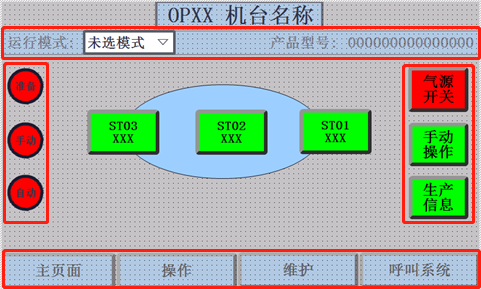 OPXX 机台名称
运行模式: 未选模式 产品型号: 000000000000000
准备
手动
自动
ST03
XXX
ST02
XXX
ST01
XXX
气源
开关
手动
操作
生产
信息
主页面 操作 维护 呼叫系统